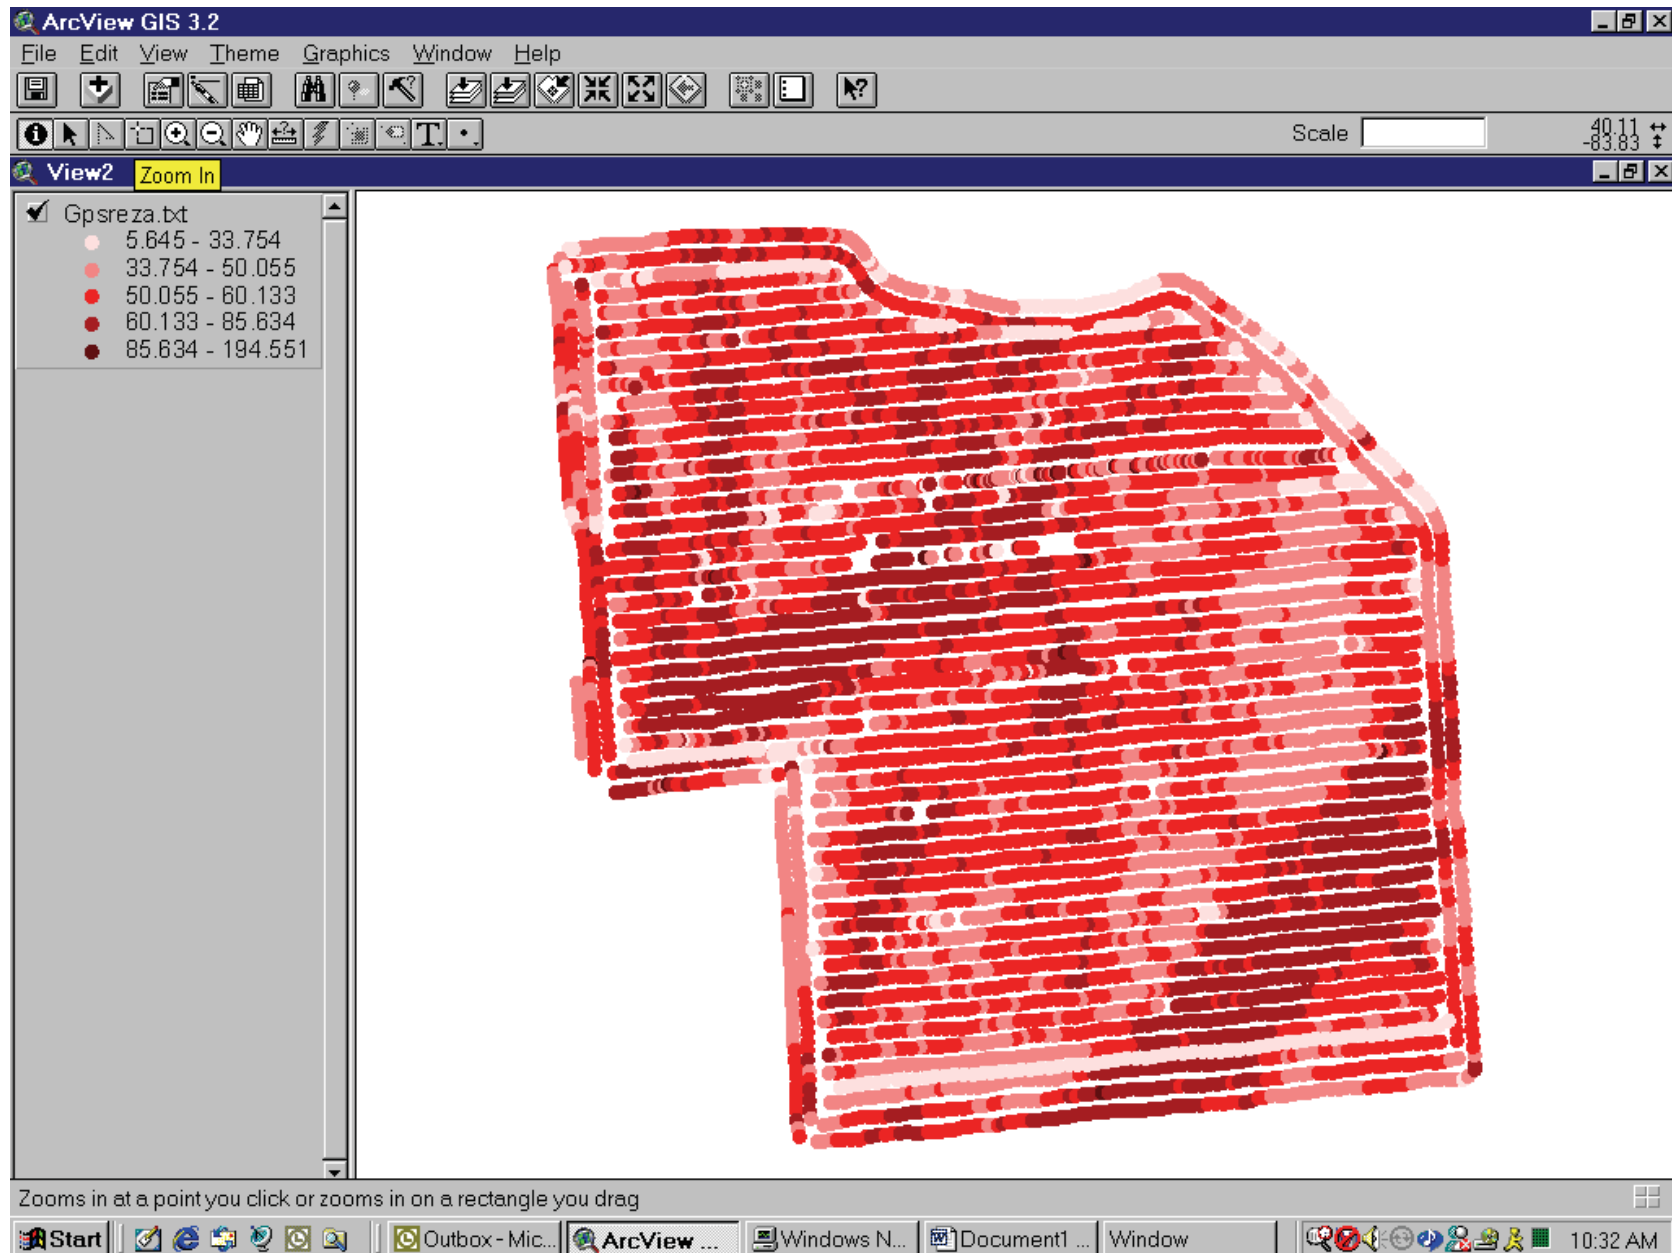 ArcView GIS 3.2
File Edit View Theme Graphics Window Help
Scale 40.11
-83.83
View2 Zoom In
Gpsreza.txt
5.645 - 33.754
33.754 - 50.055
50.055 - 60.133
60.133 - 85.634
85.634 - 194.551
Zooms in at a point you click or zooms in on a rectangle you drag
Start Outbox - Mic... ArcView ... Windows N... Document1 ... Window 10:32 AM